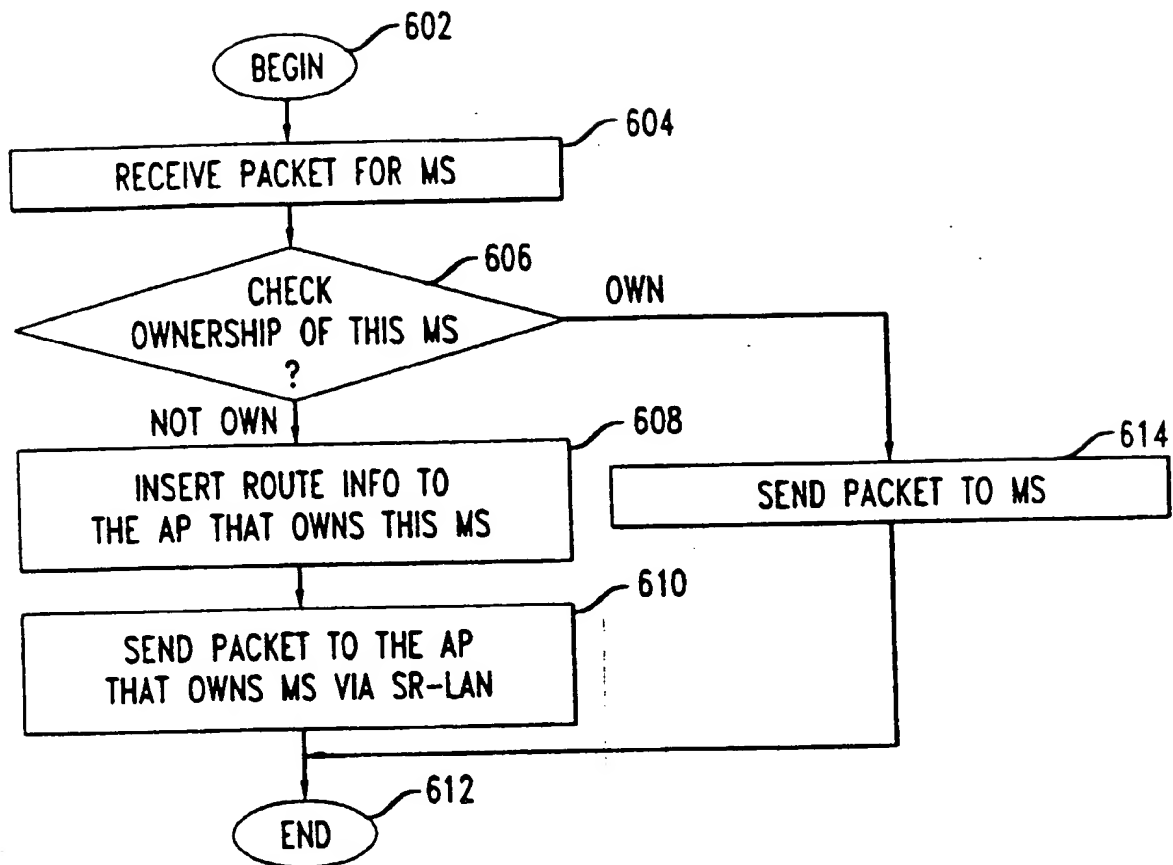 602
BEGIN
604
RECEIVE PACKET FOR MS
606
CHECK
OWNERSHIP OF THIS MS
?
OWN
NOT OWN
608
INSERT ROUTE INFO TO
THE AP THAT OWNS THIS MS
614
SEND PACKET TO MS
610
SEND PACKET TO THE AP
THAT OWNS MS VIA SR-LAN
612
END